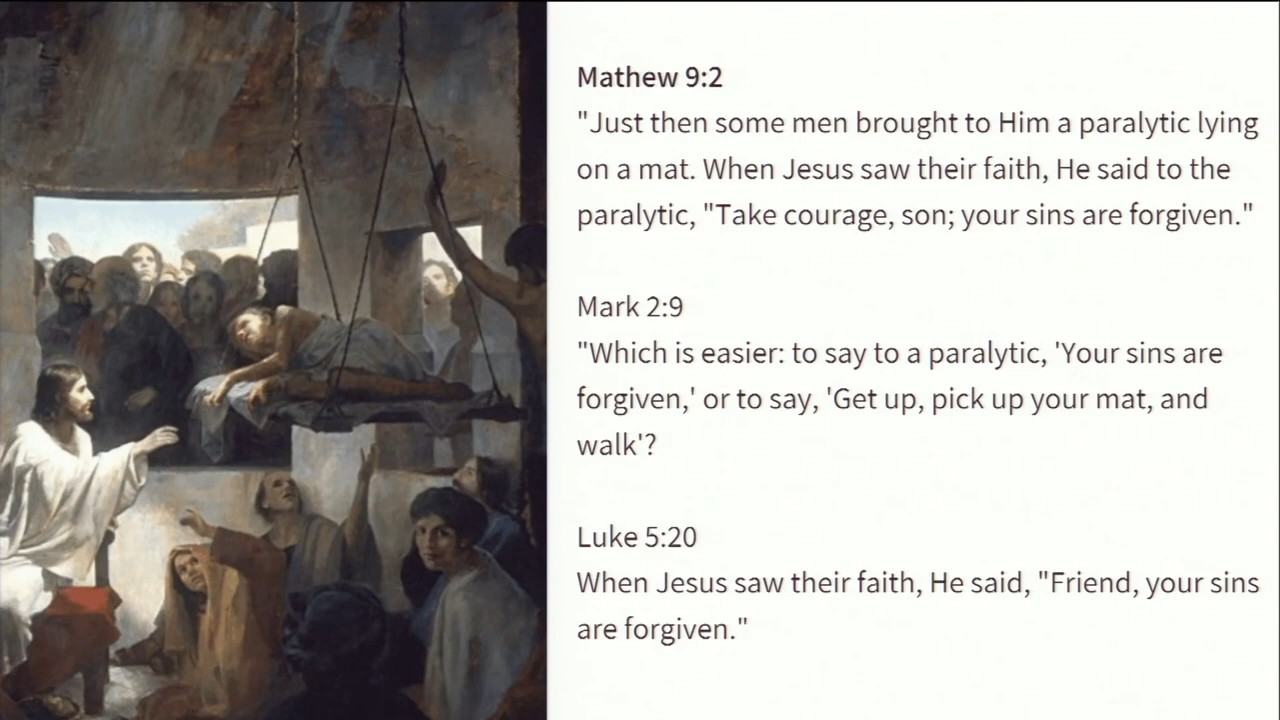 Mathew 9:2
"Just then some men brought to Him a paralytic lying
on a mat. When Jesus saw their faith, He said to the
paralytic, "Take courage, son; your sins are forgiven."
Mark 2:9
"Which is easier: to say to a paralytic, 'Your sins are
forgiven,' or to say, 'Get up, pick up your mat, and
walk'?
Luke 5:20
When Jesus saw their faith, He said, "Friend, your sins
are forgiven."